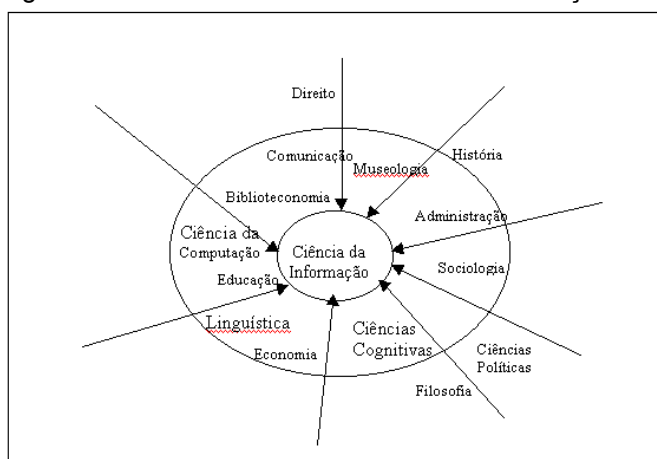 Direito
Comunicação
História
Museologia
Biblioteconomia
Administração
Ciência da
Computação
Ciência da
Informação
Sociologia
Educação
Linguística
Ciências
Cognitivas
Economia
Ciências
Políticas
Filosofia